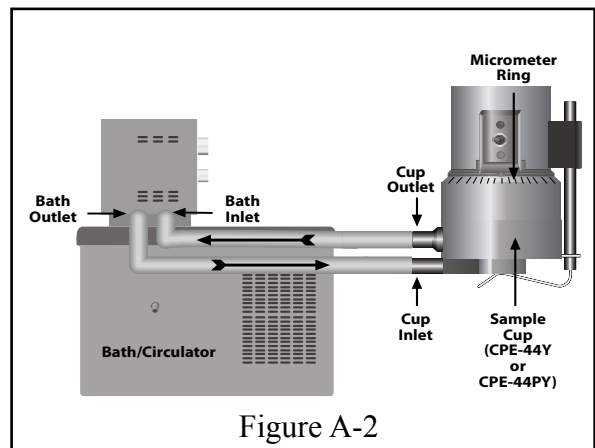 Micrometer
Ring
Cup
Outlet
Bath
Outlet
Bath
Inlet
Cup
Inlet
Sample
Cup
(CPE-44Y
or
CPE-44PY)
Bath/Circulator
Figure A-2